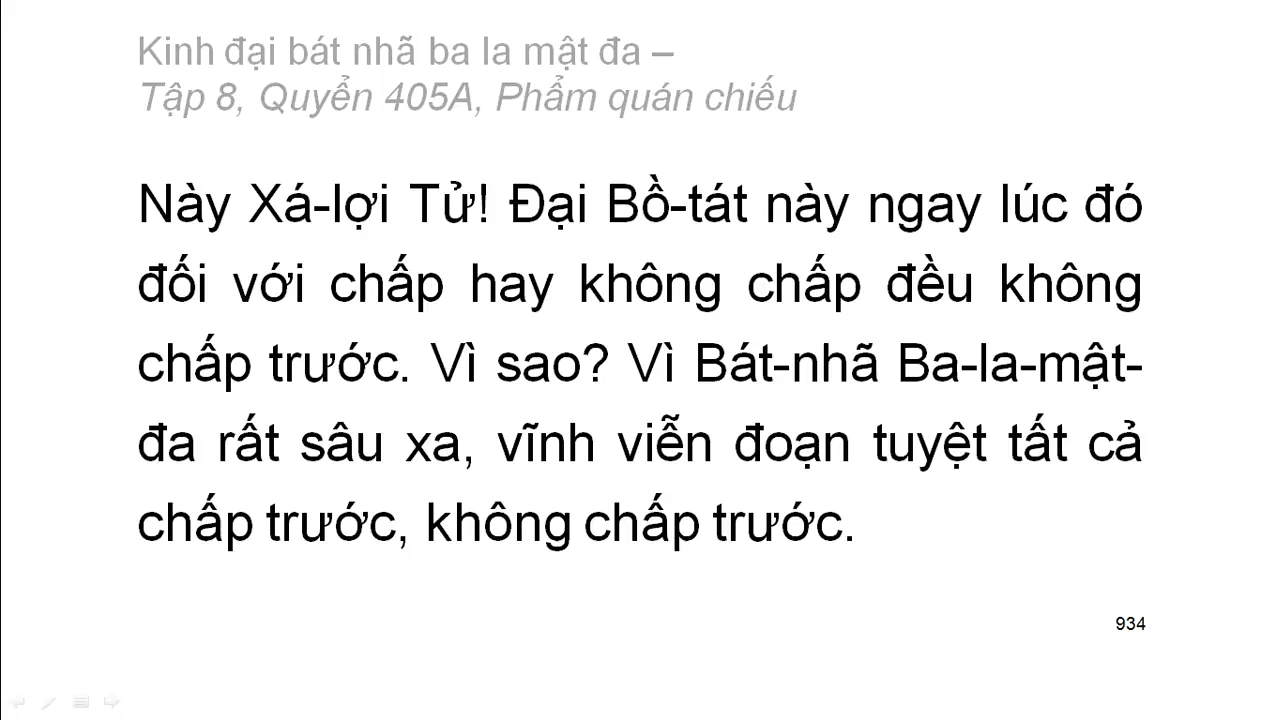 Kinh đại bát nhã ba la mật đa –
Tập 8, Quyển 405A, Phẩm quán chiếu
Này Xá-lợi Tử! Đại Bồ-tát này ngay lúc đó
đối với chấp hay không chấp đều không
chấp trước. Vì sao? Vì Bát-nhã Ba-la-mật-
đa rất sâu xa, vĩnh viễn đoạn tuyệt tất cả
chấp trước, không chấp trước.
934